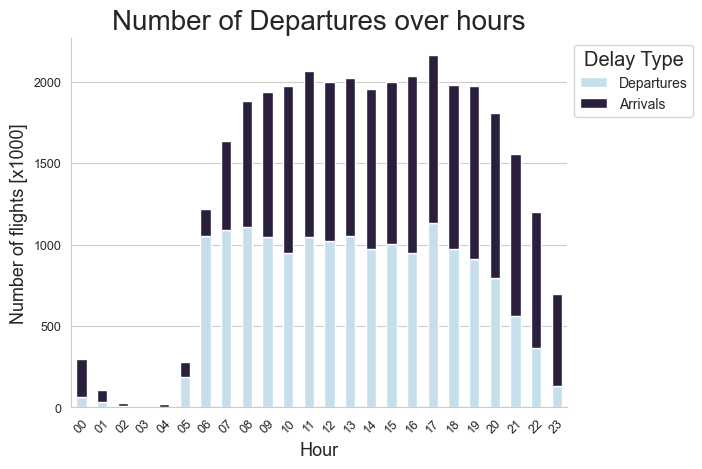 Number of Departures over hours
Delay Type
Departures
Arrivals
Number of flights [x1000]
2000
1500
1000
500
0
00 01 02 03 04 05 06 07 08 09 10 11 12 13 14 15 16 17 18 19 20 21 22 23
Hour